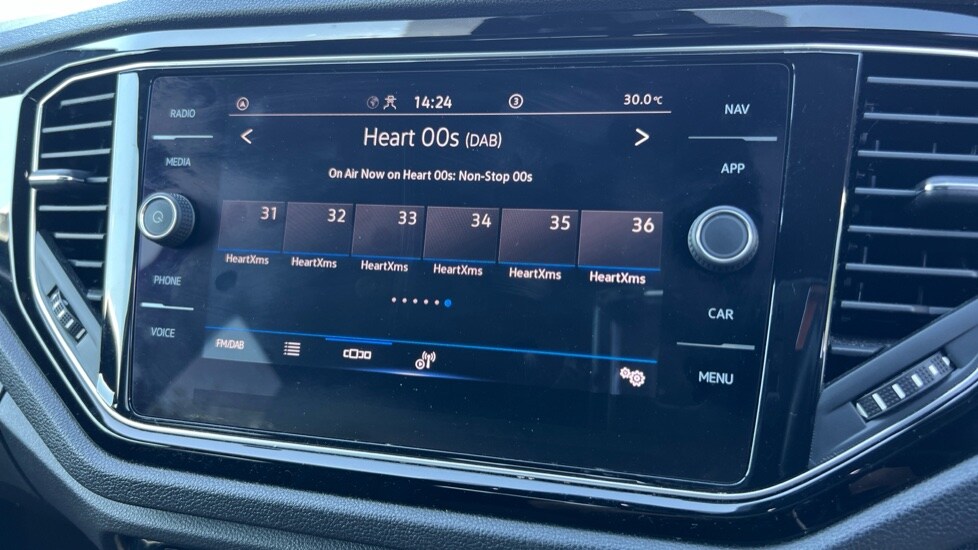 RADIO
MEDIA
PHONE
VOICE
14:24
3
30.0°C
< Heart 00s (DAB) >
On Air Now on Heart 00s: Non-Stop 00s
31 32 33 34 35 36
HeartXms HeartXms HeartXms HeartXms HeartXms HeartXms
FM/DAB
NAV
APP
CAR
MENU